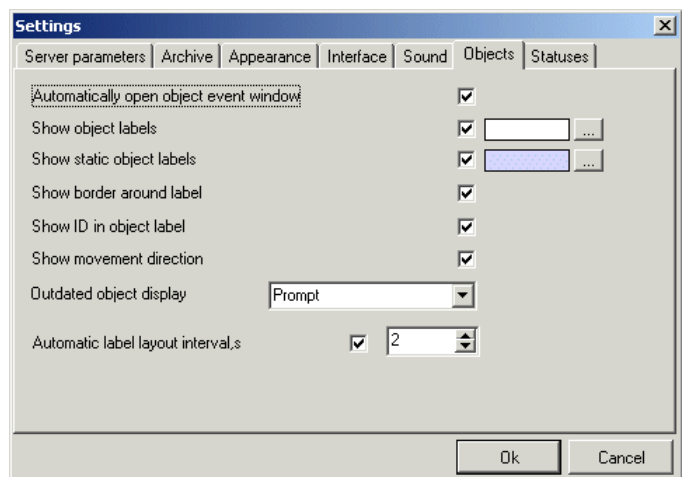 Settings
Server parameters Archive Appearance Interface Sound Objects Statuses
Automatically open object event window
Show object labels ...
Show static object labels ...
Show border around label
Show ID in object label
Show movement direction
Outdated object display Prompt
Automatic label layout interval,s 2
Ok Cancel